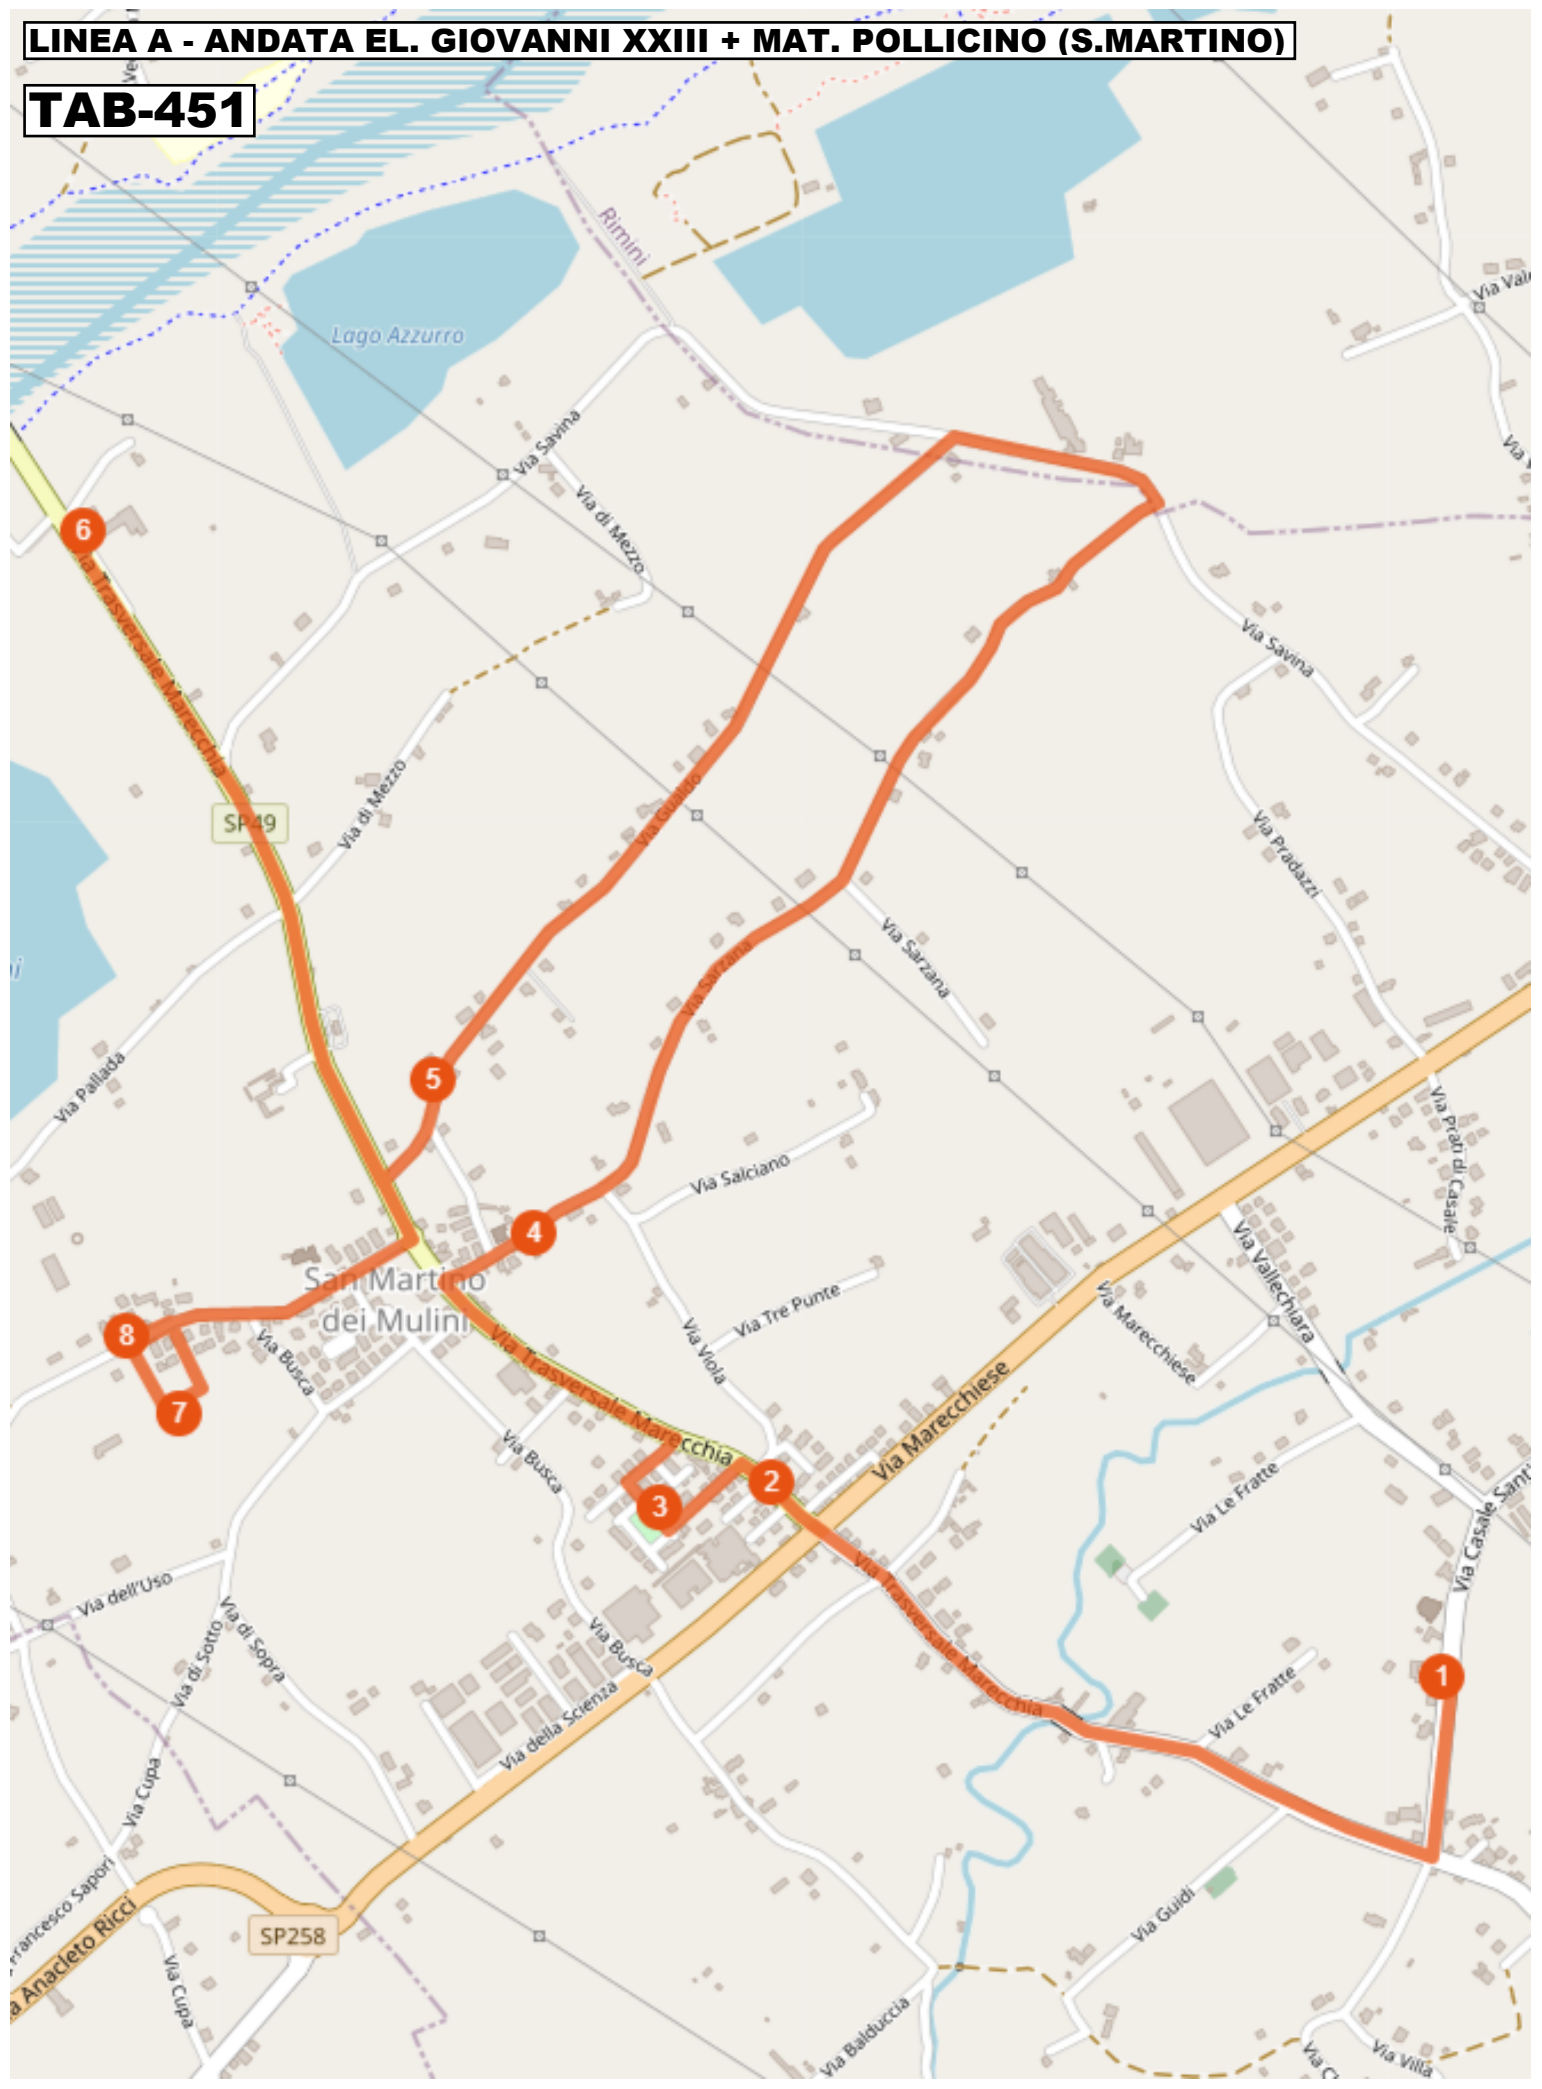 LINEA A - ANDATA EL. GIOVANNI XXIII + MAT. POLLICINO (S.MARTINO)
TAB-451
Rimini
Lago Azzurro
Via Savina
Via di Mezzo
6
Via Trasversale Marecchia
Via Savina
SP49
Via di Mezzo
Via Gualdo
Via Pradazzi
Via Sarzana
Via Sarzana
Via Pallada
5
Via Prati di Casale
Via Salciano
4
San Martino
dei Mulini
Via Vallechiara
Via Tre Punte
Via Marecchiese
8
Via Busca
Via Trasversale Marecchia
Via Viola
7
Via Marecchiese
Via Busca
2
3
Via Le Fratte
Via Casale Santi
Via dell'Uso
Via Trasversale Marecchia
Via di Sotto
Via di Sopra
Via Busca
1
Via Le Fratte
Via della Scienza
Via Cupa
Francesco Sapori
Via Guidi
SP258
Anacleto Ricci
Via Cupa
Via Balduccia
Via Villa